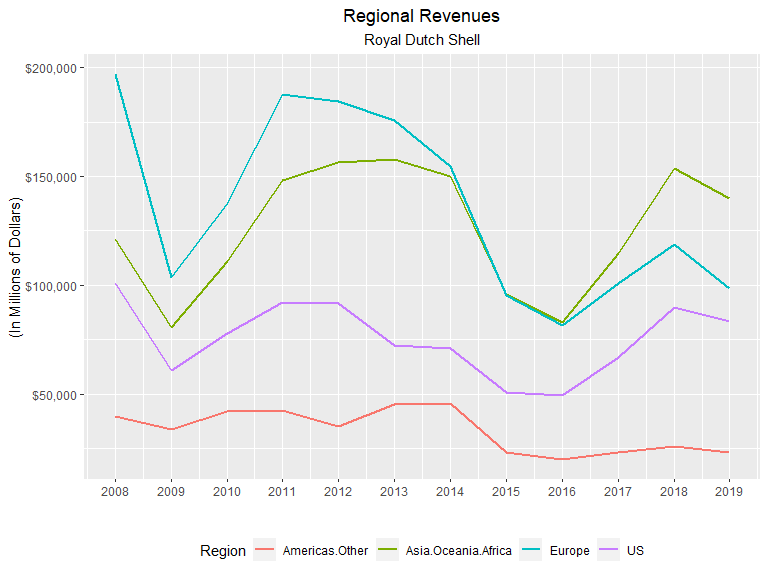 Regional Revenues
Royal Dutch Shell
(In Millions of Dollars)
$200,000
$150,000
$100,000
$50,000
2008 2009 2010 2011 2012 2013 2014 2015 2016 2017 2018 2019
Region Americas.Other Asia.Oceania.Africa Europe US